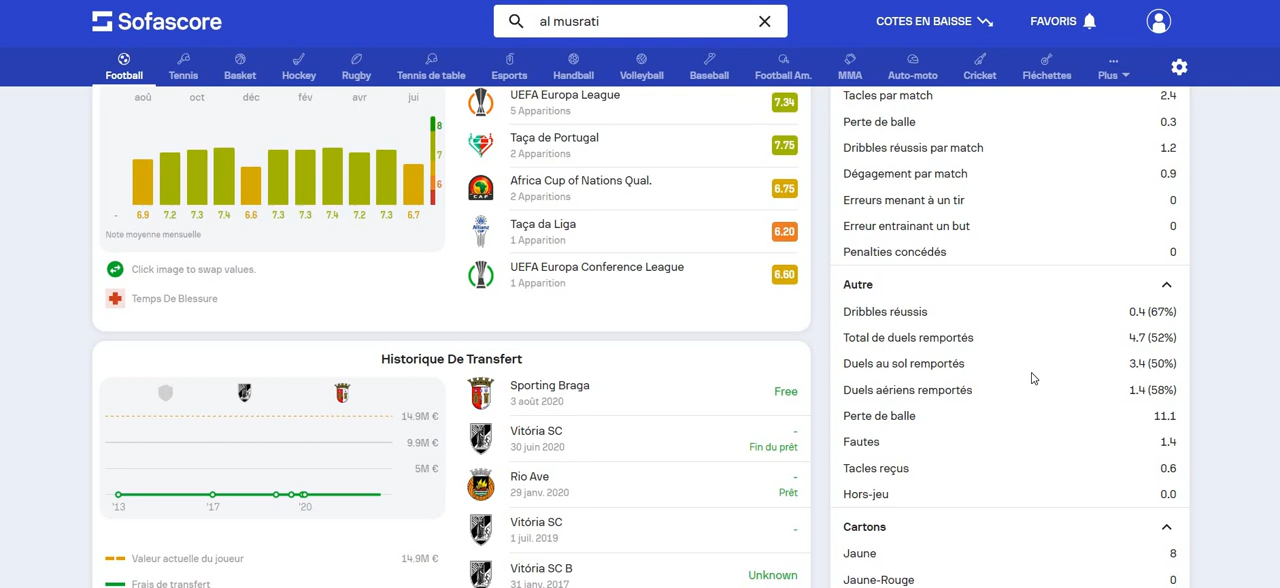 Sofascore
al musrati
COTES EN BAISSE
FAVORIS
Football
Tennis
Basket
Hockey
Rugby
Tennis de table
Esports
Handball
Volleyball
Baseball
Football Am.
MMA
Auto-moto
Cricket
Fléchettes
Plus
août oct déc fév avr jui
8
7
6
- 6.9 7.2 7.3 7.4 6.6 7.3 7.3 7.4 7.2 7.3 6.7
Note moyenne mensuelle
Click image to swap values.
Temps De Blessure
UEFA Europa League
5 Apparitions
7.34
Taça de Portugal
2 Apparitions
7.75
Africa Cup of Nations Qual.
2 Apparitions
6.75
Taça da Liga
1 Apparition
6.20
UEFA Europa Conference League
1 Apparition
6.60
Historique De Transfert
14.9M €
9.9M €
5M €
'13 '17 '20
Valeur actuelle du joueur 14.9M €
Frais de transfert
Sporting Braga
3 août 2020
Free
Vitória SC
30 juin 2020
-
Fin du prêt
Rio Ave
29 janv. 2020
-
Prêt
Vitória SC
1 juil. 2019
-
Vitória SC B
31 janv. 2017
Unknown
Tacles par match 2.4
Perte de balle 0.3
Dribbles réussis par match 1.2
Dégagement par match 0.9
Erreurs menant à un tir 0
Erreur entrainant un but 0
Penalties concédés 0
Autre
Dribbles réussis 0.4 (67%)
Total de duels remportés 4.7 (52%)
Duels au sol remportés 3.4 (50%)
Duels aériens remportés 1.4 (58%)
Perte de balle 11.1
Fautes 1.4
Tacles reçus 0.6
Hors-jeu 0.0
Cartons
Jaune 8
Jaune-Rouge 0